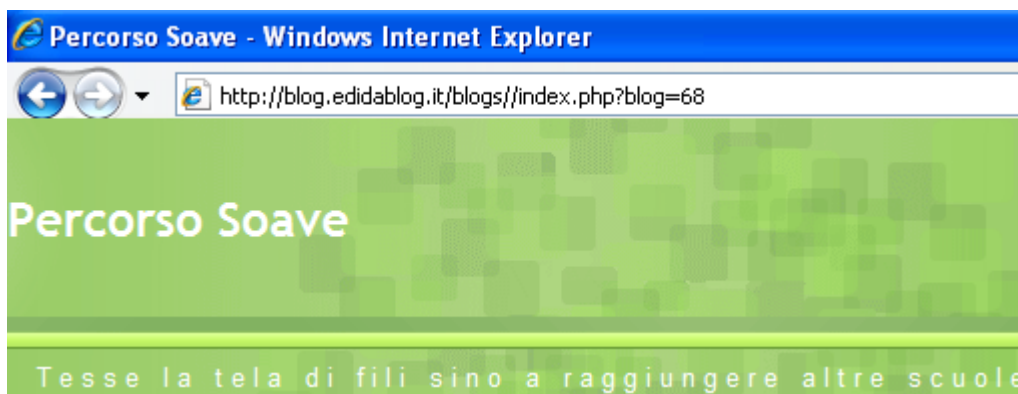 Percorso Soave - Windows Internet Explorer
http://blog.edidablog.it/blogs//index.php?blog=68
Percorso Soave
Tesse la tela di fili sino a raggiungere altre scuole